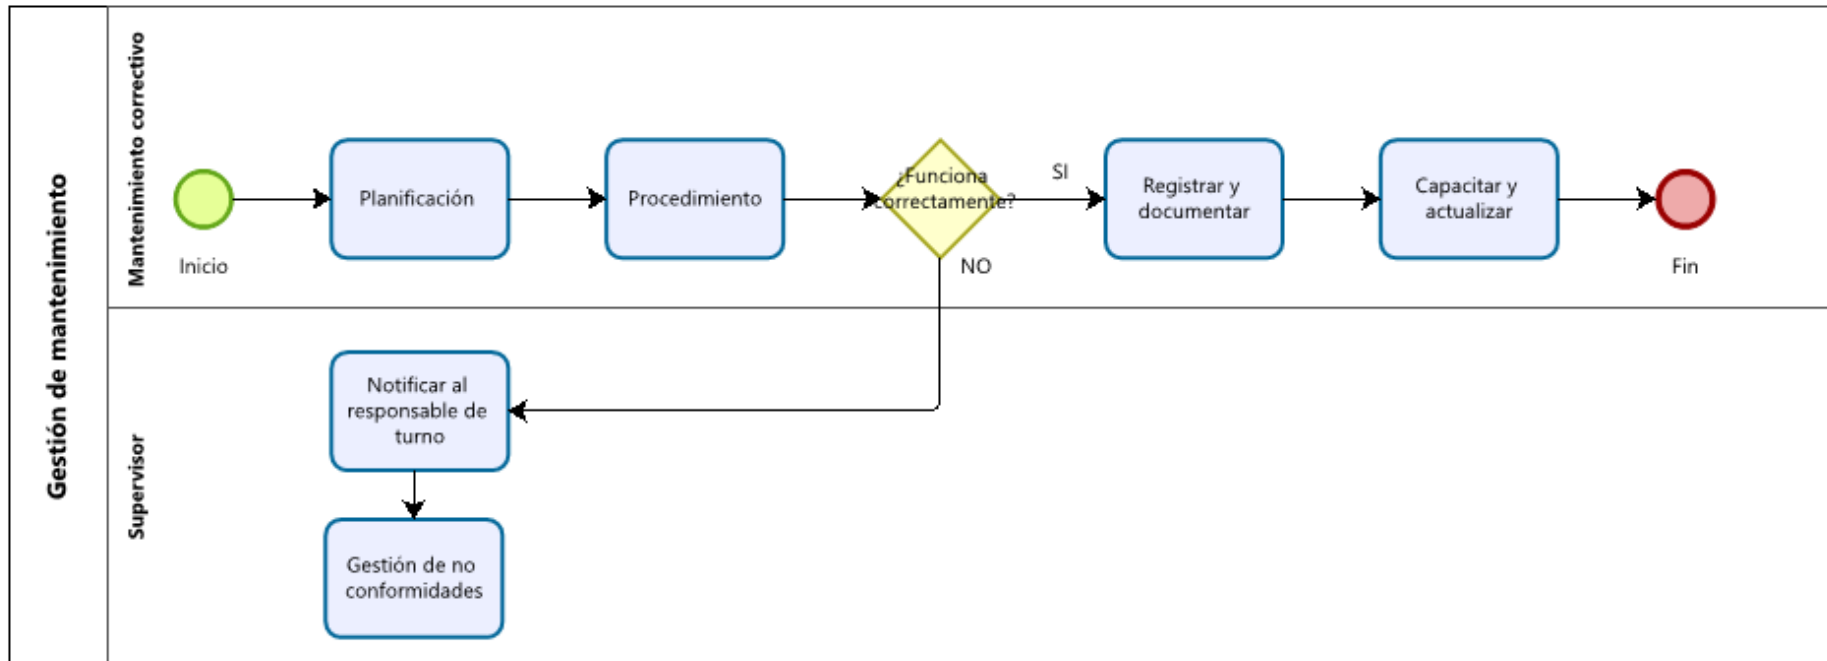 Gestión de mantenimiento
Mantenimiento correctivo
Inicio
Planificación
Procedimiento
¿Funciona
correctamente?
SI
NO
Registrar y
documentar
Capacitar y
actualizar
Fin
Supervisor
Notificar al
responsable de
turno
Gestión de no
conformidades